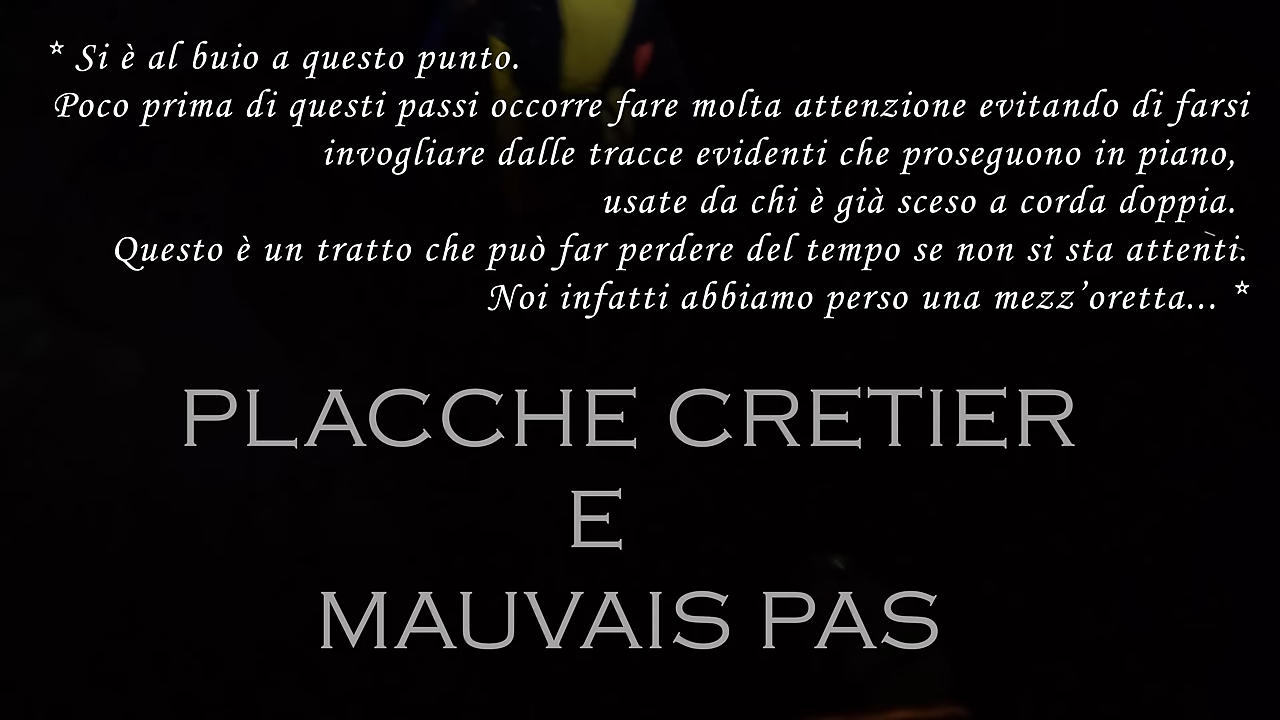 * Si è al buio a questo punto.
Poco prima di questi passi occorre fare molta attenzione evitando di farsi
invogliare dalle tracce evidenti che proseguono in piano,
usate da chi è già sceso a corda doppia.
Questo è un tratto che può far perdere del tempo se non si sta attenti.
Noi infatti abbiamo perso una mezz’oretta... *
PLACCHE CRETIER
E
MAUVAIS PAS